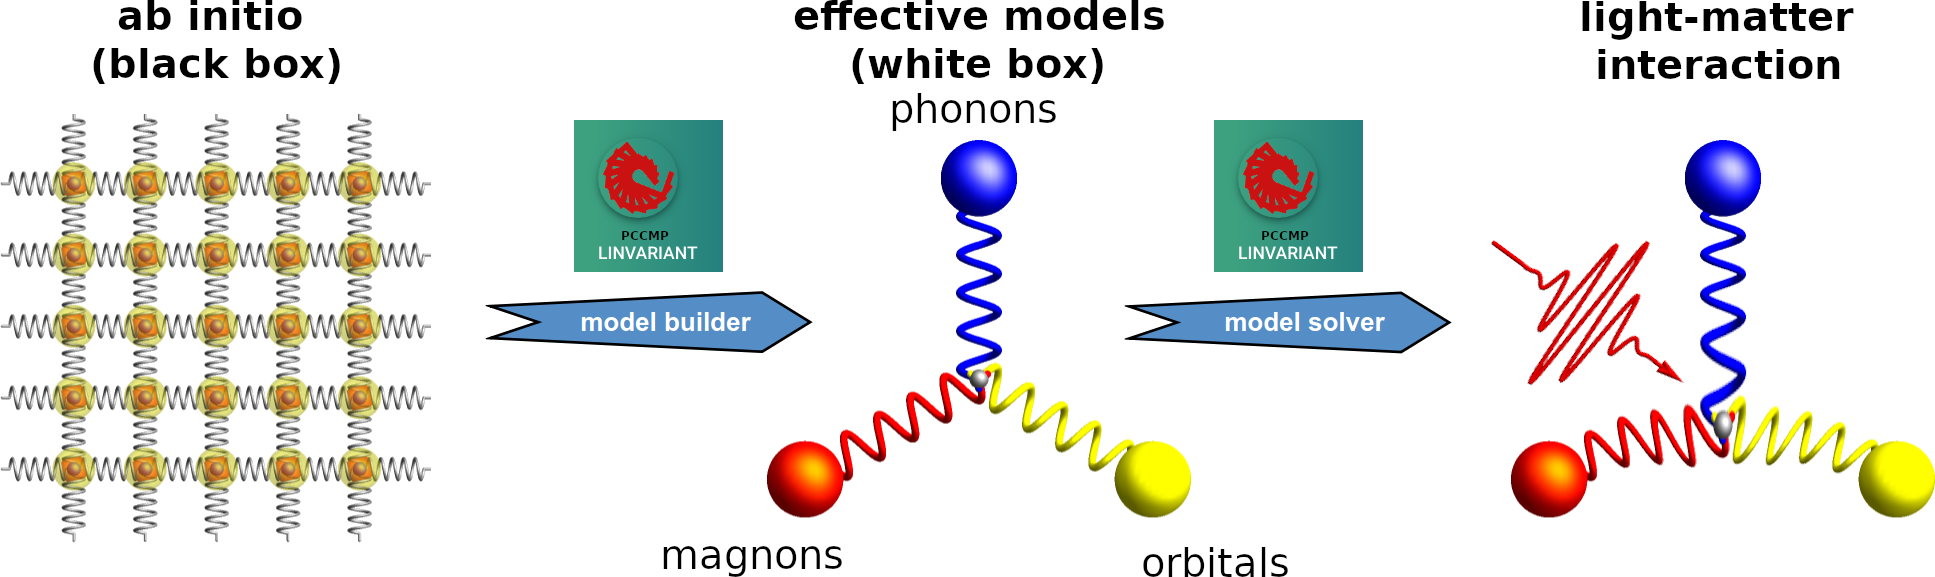 ab initio
(black box)
effective models
(white box)
light-matter
interaction
phonons
PCCMP
LINVARIANT
model builder
PCCMP
LINVARIANT
model solver
magnons
orbitals